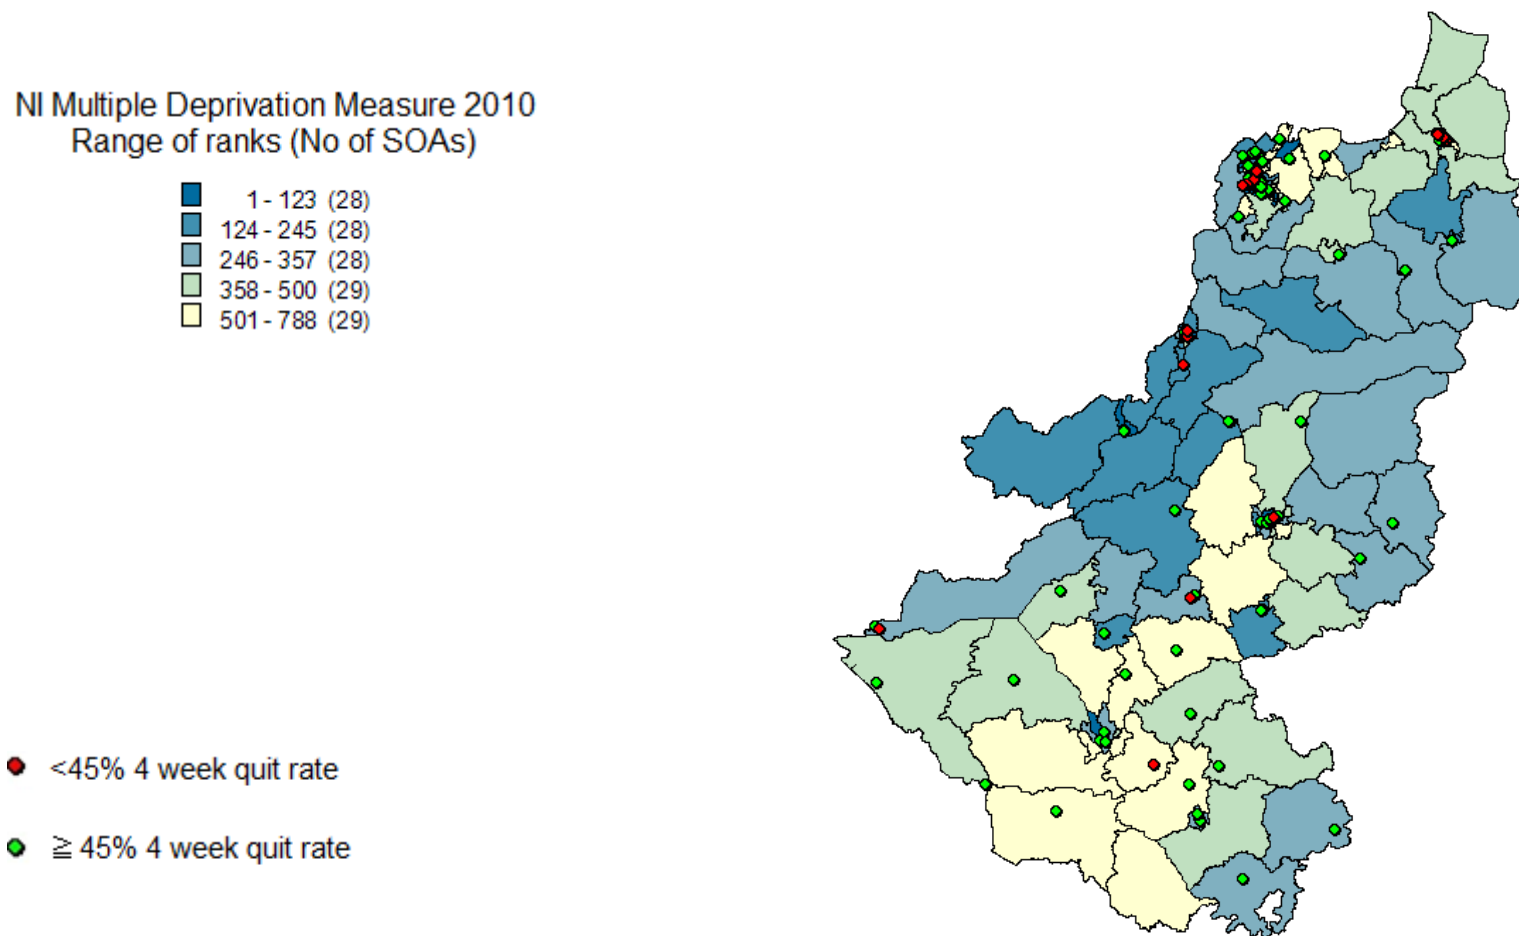 NI Multiple Deprivation Measure 2010
Range of ranks (No of SOAs)
1 - 123 (28)
124 - 245 (28)
246 - 357 (28)
358 - 500 (29)
501 - 788 (29)
<45% 4 week quit rate
≧ 45% 4 week quit rate